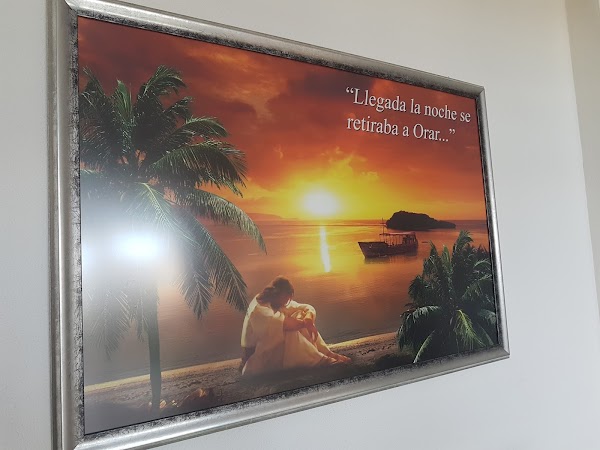 “Llegada la noche se
retiraba a Orar...”